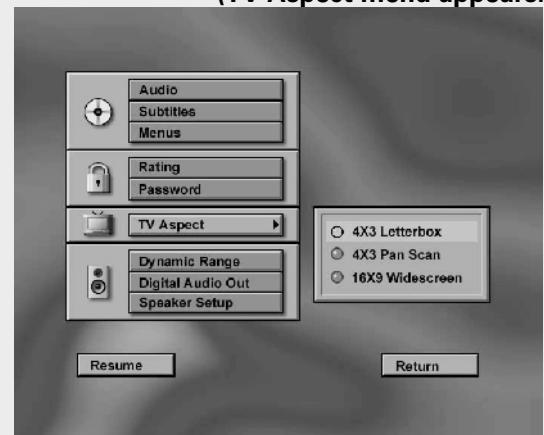 (TV Aspect menu appears
Audio
Subtitles
Menus
Rating
Password
TV Aspect
Dynamic Range
Digital Audio Out
Speaker Setup
4X3 Letterbox
4X3 Pan Scan
16X9 Widescreen
Resume
Return